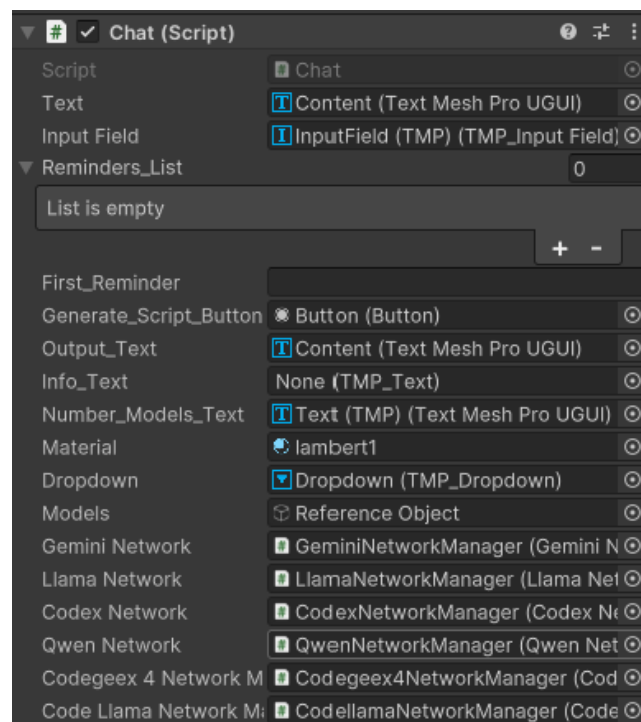 Chat (Script)
Script Chat
Text Content (Text Mesh Pro UGUI)
Input Field InputField (TMP) (TMP_Input Field)
Reminders_List 0
List is empty
+ -
First_Reminder
Generate_Script_Button Button (Button)
Output_Text Content (Text Mesh Pro UGUI)
Info_Text None (TMP_Text)
Number_Models_Text Text (TMP) (Text Mesh Pro UGUI)
Material lambert1
Dropdown Dropdown (TMP_Dropdown)
Models Reference Object
Gemini Network GeminiNetworkManager (Gemini N
Llama Network LlamaNetworkManager (Llama Net
Codex Network CodexNetworkManager (Codex Ne
Qwen Network QwenNetworkManager (Qwen Net
Codegeex 4 Network M Codegeex4NetworkManager (Cod
Code Llama Network Ma CodellamaNetworkManager (Code